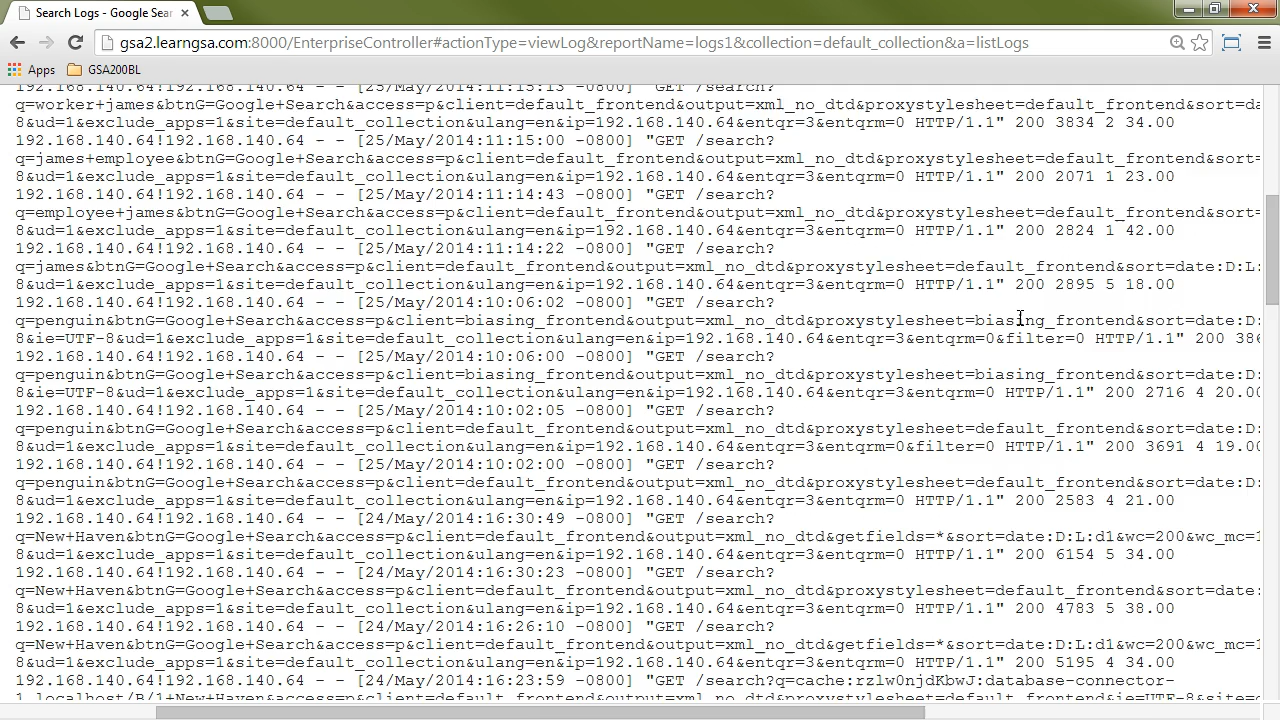 Search Logs - Google Sear
gsa2.learngsa.com:8000/EnterpriseController#actionType=viewLog&reportName=logs1&collection=default_collection&a=listLogs
Apps GSA200BL
192.168.140.64!192.168.140.64 - - [25/May/2014:11:15:13 -0800] "GET /search?
q=worker+james&btnG=Google+Search&access=p&client=default_frontend&output=xml_no_dtd&proxystylesheet=default_frontend&sort=da
8&ud=1&exclude_apps=1&site=default_collection&ulang=en&ip=192.168.140.64&entqr=3&entqrm=0 HTTP/1.1" 200 3834 2 34.00
192.168.140.64!192.168.140.64 - - [25/May/2014:11:15:00 -0800] "GET /search?
q=james+employee&btnG=Google+Search&access=p&client=default_frontend&output=xml_no_dtd&proxystylesheet=default_frontend&sort=
8&ud=1&exclude_apps=1&site=default_collection&ulang=en&ip=192.168.140.64&entqr=3&entqrm=0 HTTP/1.1" 200 2071 1 23.00
192.168.140.64!192.168.140.64 - - [25/May/2014:11:14:43 -0800] "GET /search?
q=employee+james&btnG=Google+Search&access=p&client=default_frontend&output=xml_no_dtd&proxystylesheet=default_frontend&sort=
8&ud=1&exclude_apps=1&site=default_collection&ulang=en&ip=192.168.140.64&entqr=3&entqrm=0 HTTP/1.1" 200 2824 1 42.00
192.168.140.64!192.168.140.64 - - [25/May/2014:11:14:22 -0800] "GET /search?
q=james&btnG=Google+Search&access=p&client=default_frontend&output=xml_no_dtd&proxystylesheet=default_frontend&sort=date:D:L:
8&ud=1&exclude_apps=1&site=default_collection&ulang=en&ip=192.168.140.64&entqr=3&entqrm=0 HTTP/1.1" 200 2895 5 18.00
192.168.140.64!192.168.140.64 - - [25/May/2014:10:06:02 -0800] "GET /search?
q=penguin&btnG=Google+Search&access=p&client=biasing_frontend&output=xml_no_dtd&proxystylesheet=biasing_frontend&sort=date:D:
8&ie=UTF-8&ud=1&exclude_apps=1&site=default_collection&ulang=en&ip=192.168.140.64&entqr=3&entqrm=0&filter=0 HTTP/1.1" 200 386
192.168.140.64!192.168.140.64 - - [25/May/2014:10:06:00 -0800] "GET /search?
q=penguin&btnG=Google+Search&access=p&client=biasing_frontend&output=xml_no_dtd&proxystylesheet=biasing_frontend&sort=date:D:
8&ie=UTF-8&ud=1&exclude_apps=1&site=default_collection&ulang=en&ip=192.168.140.64&entqr=3&entqrm=0 HTTP/1.1" 200 2716 4 20.00
192.168.140.64!192.168.140.64 - - [25/May/2014:10:02:05 -0800] "GET /search?
q=penguin&btnG=Google+Search&access=p&client=default_frontend&output=xml_no_dtd&proxystylesheet=default_frontend&sort=date:D:
8&ud=1&exclude_apps=1&site=default_collection&ulang=en&ip=192.168.140.64&entqr=3&entqrm=0&filter=0 HTTP/1.1" 200 3691 4 19.00
192.168.140.64!192.168.140.64 - - [25/May/2014:10:02:00 -0800] "GET /search?
q=penguin&btnG=Google+Search&access=p&client=default_frontend&output=xml_no_dtd&proxystylesheet=default_frontend&sort=date:D:
8&ud=1&exclude_apps=1&site=default_collection&ulang=en&ip=192.168.140.64&entqr=3&entqrm=0 HTTP/1.1" 200 2583 4 21.00
192.168.140.64!192.168.140.64 - - [24/May/2014:16:30:49 -0800] "GET /search?
q=New+Haven&btnG=Google+Search&access=p&client=default_frontend&output=xml_no_dtd&getfields=*&sort=date:D:L:d1&wc=200&wc_mc=1
8&ud=1&exclude_apps=1&site=default_collection&ulang=en&ip=192.168.140.64&entqr=3&entqrm=0 HTTP/1.1" 200 6154 5 34.00
192.168.140.64!192.168.140.64 - - [24/May/2014:16:30:23 -0800] "GET /search?
q=New+Haven&btnG=Google+Search&access=p&client=default_frontend&output=xml_no_dtd&proxystylesheet=default_frontend&sort=date:
8&ud=1&exclude_apps=1&site=default_collection&ulang=en&ip=192.168.140.64&entqr=3&entqrm=0 HTTP/1.1" 200 4783 5 38.00
192.168.140.64!192.168.140.64 - - [24/May/2014:16:26:10 -0800] "GET /search?
q=New+Haven&btnG=Google+Search&access=p&client=default_frontend&output=xml_no_dtd&getfields=*&sort=date:D:L:d1&wc=200&wc_mc=1
8&ud=1&exclude_apps=1&site=default_collection&ulang=en&ip=192.168.140.64&entqr=3&entqrm=0 HTTP/1.1" 200 5195 4 34.00
192.168.140.64!192.168.140.64 - - [24/May/2014:16:23:59 -0800] "GET /search?q=cache:rzlw0njdKbwJ:database-connector-
1.localhost/B/1+New+Haven&access=p&client=default_frontend&output=xml_no_dtd&proxystylesheet=default_frontend&ie=UTF-8&site=